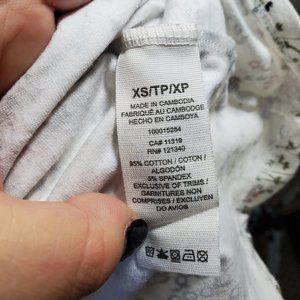 XS/TP/XP
MADE IN CAMBODIA
FABRIQUÉ AU CAMBODGE
HECHO EN CAMBOYA
100015284
CA# 11319
RN# 121340
95% COTTON / COTON /
ALGODÓN
5% SPANDEX
EXCLUSIVE OF TRIMS /
GARNITURES NON
COMPRISES / EXCLUYEN
DO AVIOS